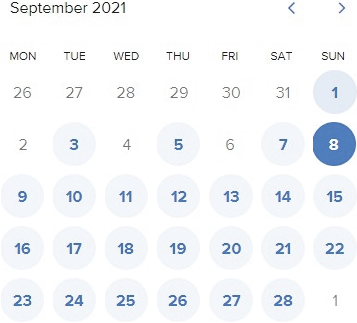 September 2021
MON TUE WED THU FRI SAT SUN
26 27 28 29 30 31 1
2 3 4 5 6 7 8
9 10 11 12 13 14 15
16 17 18 19 20 21 22
23 24 25 26 27 28 1